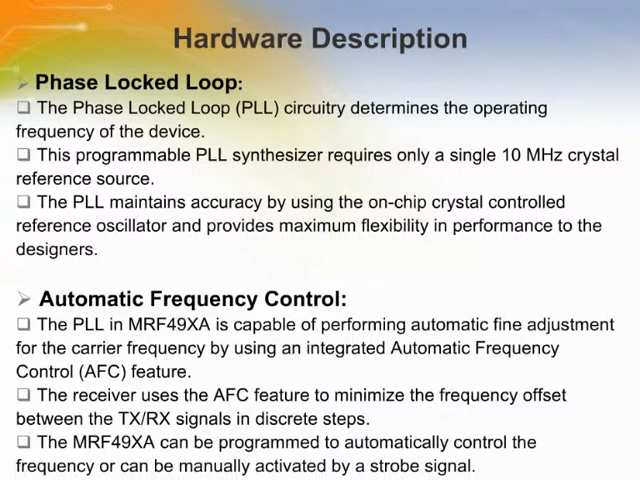 Hardware Description
➢ Phase Locked Loop:
❑ The Phase Locked Loop (PLL) circuitry determines the operating
frequency of the device.
❑ This programmable PLL synthesizer requires only a single 10 MHz crystal
reference source.
❑ The PLL maintains accuracy by using the on-chip crystal controlled
reference oscillator and provides maximum flexibility in performance to the
designers.
➢ Automatic Frequency Control:
❑ The PLL in MRF49XA is capable of performing automatic fine adjustment
for the carrier frequency by using an integrated Automatic Frequency
Control (AFC) feature.
❑ The receiver uses the AFC feature to minimize the frequency offset
between the TX/RX signals in discrete steps.
❑ The MRF49XA can be programmed to automatically control the
frequency or can be manually activated by a strobe signal.